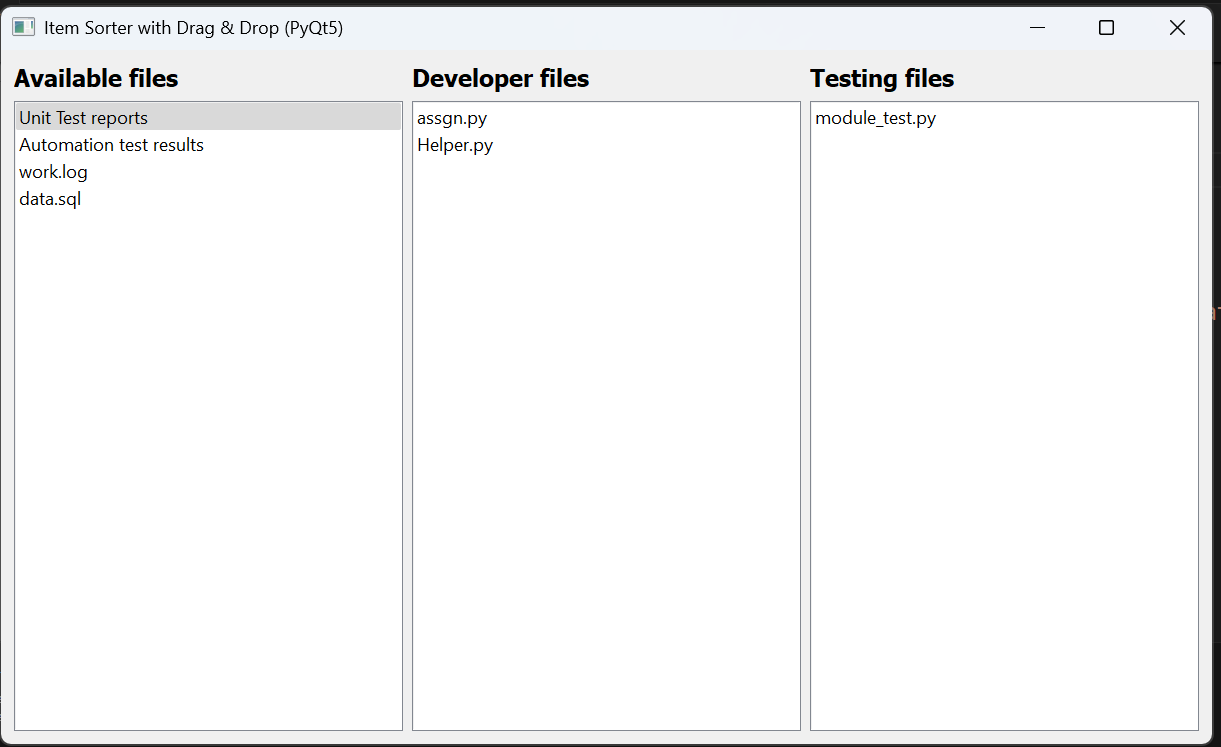 Item Sorter with Drag & Drop (PyQt5)
Available files
Unit Test reports
Automation test results
work.log
data.sql
Developer files
assgn.py
Helper.py
Testing files
module_test.py